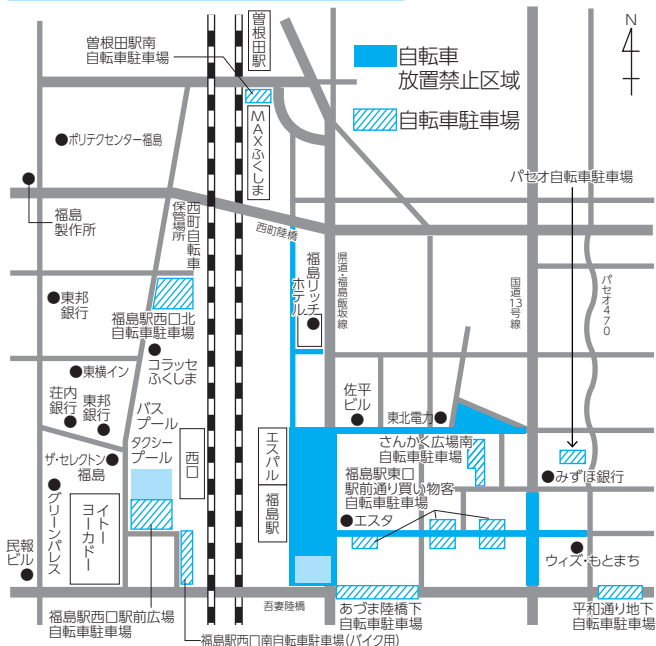 曽根田駅南
自転車駐車場
曽根田駅
自転車
放置禁止区域
自転車駐車場
N
ポリテクセンター福島
MAXふくしま
パセオ自転車駐車場
福島
製作所
西町自転車
保管場所
西町陸橋
福島リッチ
ホテル
県道・福島飯坂線
国道13号線
パセオ470
東邦
銀行
福島駅西口北
自転車駐車場
コラッセ
ふくしま
東横イン
荘内
銀行
東邦
銀行
バス
プール
タクシー
プール
西口
エスパル
福島駅
佐平
ビル
東北電力
さんかく広場南
自転車駐車場
福島駅東口
駅前通り買い物客
自転車駐車場
エスタ
みずほ銀行
ザ・セレクトン
福島
グリーンパレス
イトー
ヨーカドー
民報
ビル
ウィズ・もとまち
福島駅西口駅前広場
自転車駐車場
吾妻陸橋
あづま陸橋下
自転車駐車場
平和通り地下
自転車駐車場
福島駅西口南自転車駐車場(バイク用)